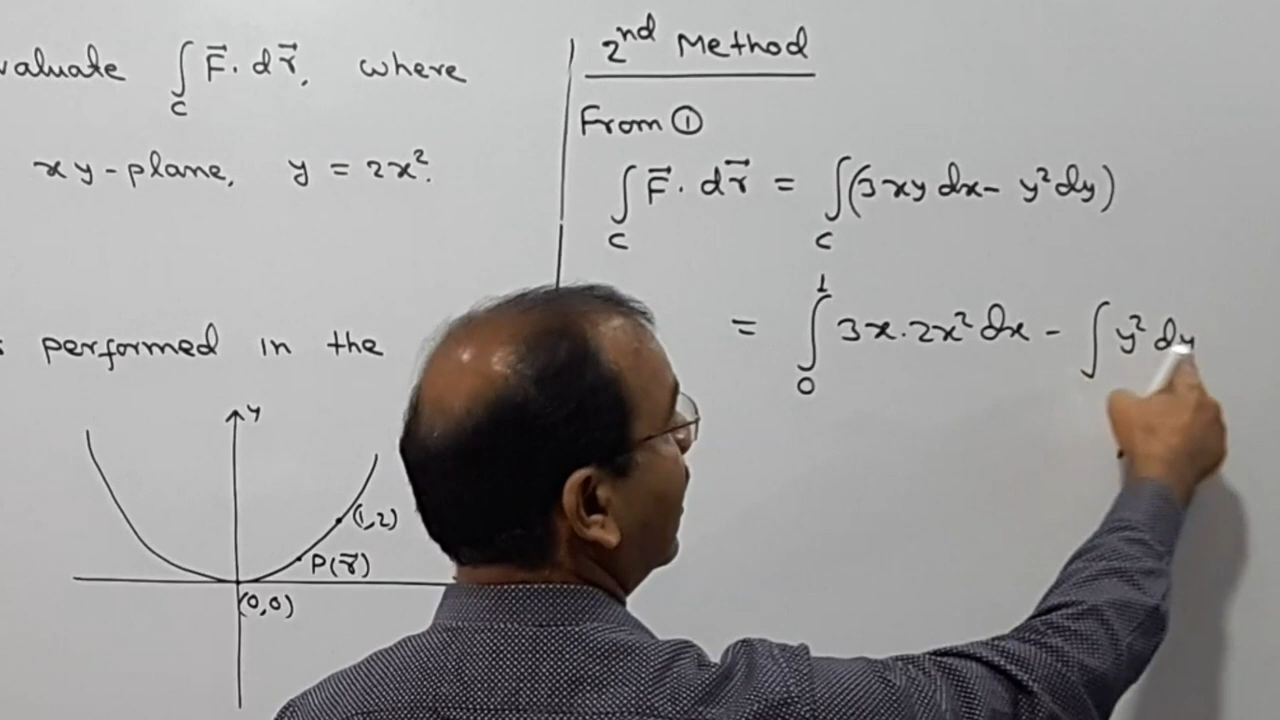 valuate ∫_C F⃗. dr⃗, where
xy-plane, y = 2x².
performed in the
y
(1,2)
P(r⃗)
(0,0)
2nd Method
From ①
∫_C F⃗. dr⃗ = ∫_C (3xy dx - y² dy)
= ∫_0^1 3x.2x² dx - ∫ y² dy